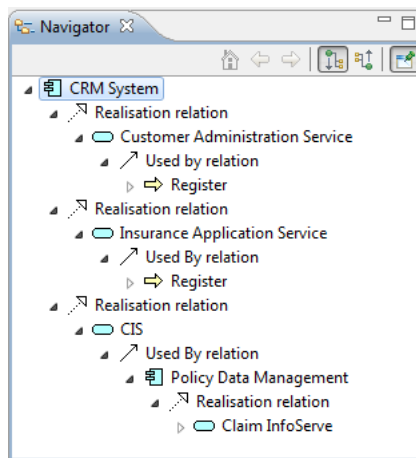 Navigator
CRM System
Realisation relation
Customer Administration Service
Used by relation
Register
Realisation relation
Insurance Application Service
Used By relation
Register
Realisation relation
CIS
Used By relation
Policy Data Management
Realisation relation
Claim InfoServe